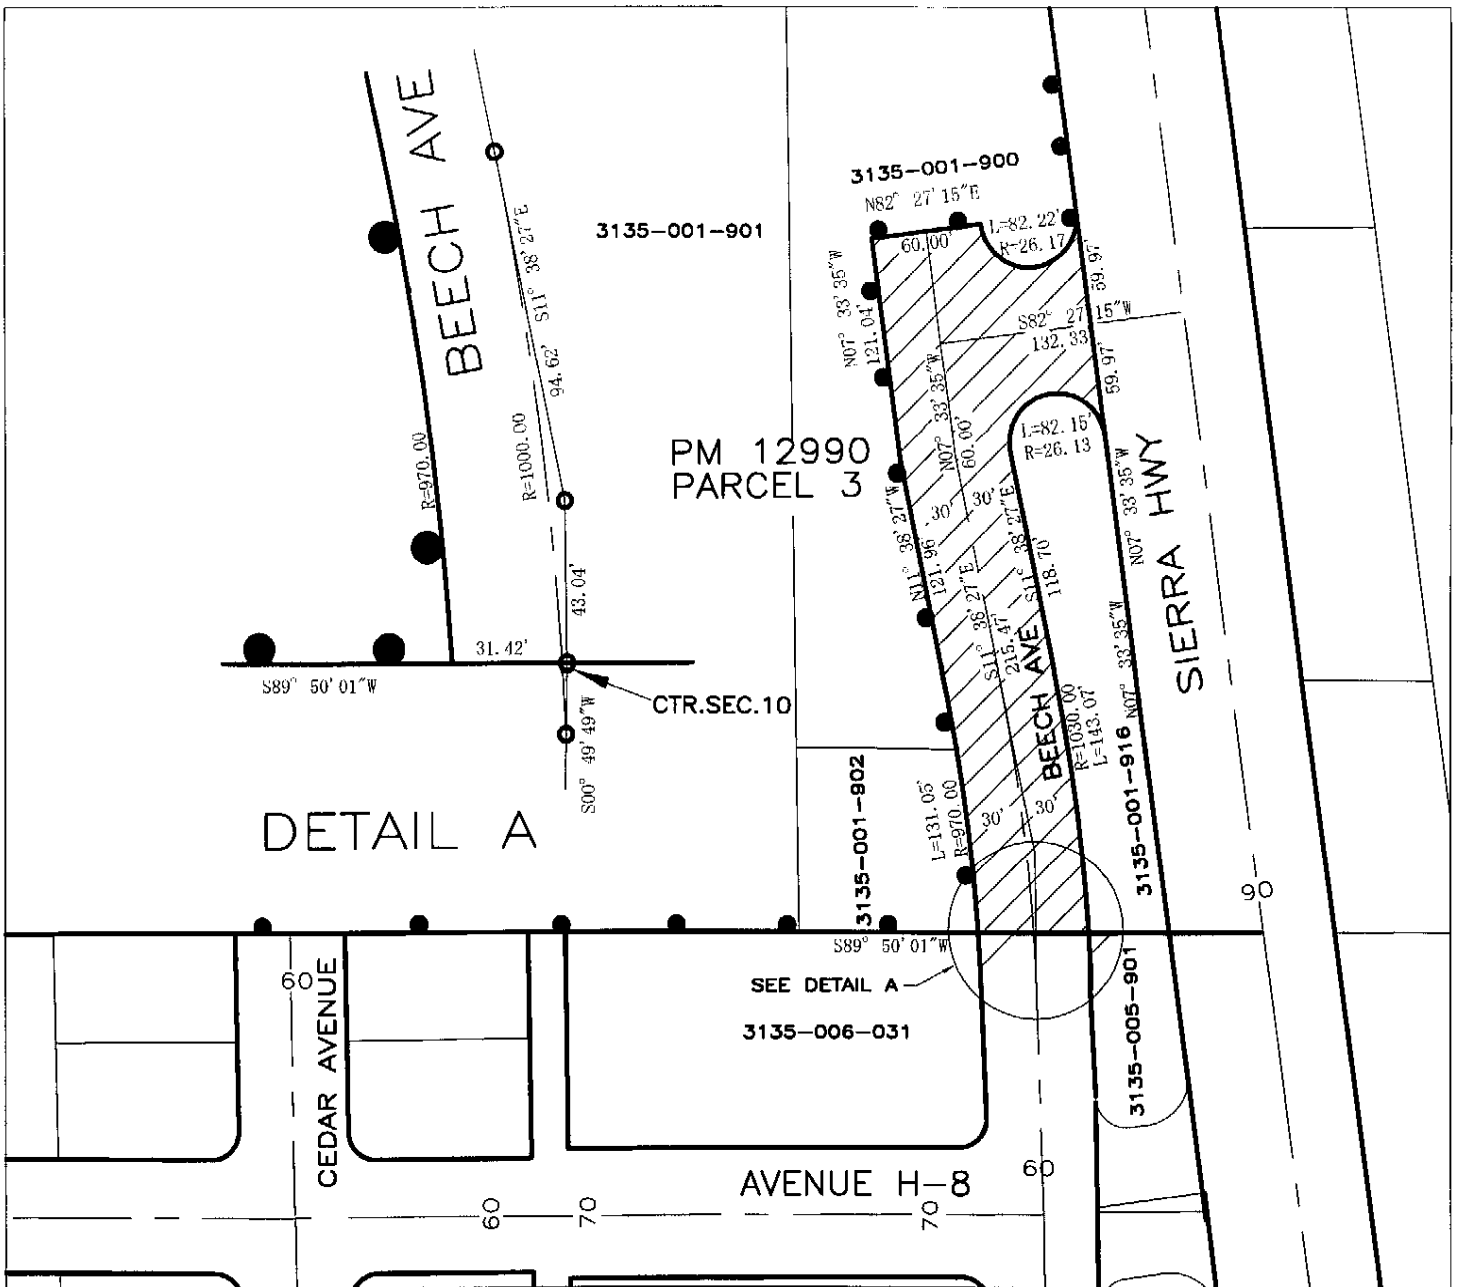 BEECH AVE
S11° 38' 27"E
94.62'
R=1000.00
R=970.00
43.04'
31.42'
S89° 50' 01"W
CTR.SEC.10
S00° 49' 49"W
DETAIL A
3135-001-901
PM 12990
PARCEL 3
3135-001-900
N82° 27' 15"E
60.00'
L=82.22'
R=26.17
59.97'
N07° 33' 35"W
121.04'
S82° 27' 15"W
132.33
59.97'
N07° 33' 35"W
60.00'
L=82.15'
R=26.13
N07° 33' 35"W
SIERRA HWY
N11° 38' 27"W
121.96'
30'
30'
S11° 38' 27"E
118.70'
S11° 38' 27"E
215.47'
BEECH AVE
R=1030.00
L=143.07'
N07° 33' 35"W
3135-001-916
3135-001-902
L=131.05'
R=970.00
30'
30'
90
S89° 50' 01"W
SEE DETAIL A
3135-006-031
3135-005-901
60
CEDAR AVENUE
AVENUE H-8
60
60
70
70